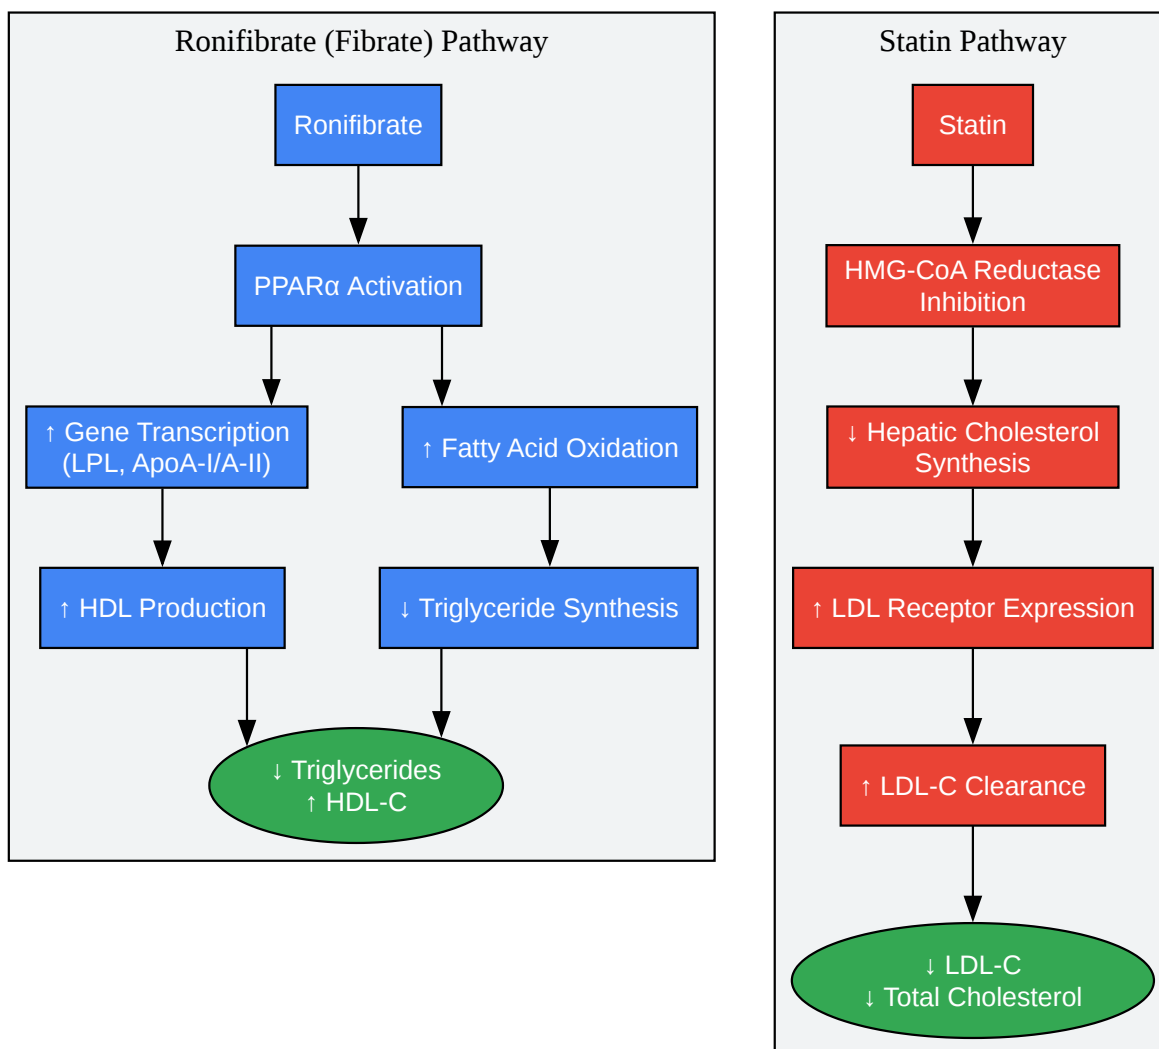 Ronifibrate (Fibrate) Pathway
Ronifibrate
PPARα Activation
↑ Gene Transcription
(LPL, ApoA-I/A-II)
↑ Fatty Acid Oxidation
↑ HDL Production
↓ Triglyceride Synthesis
↓ Triglycerides
↑ HDL-C
Statin Pathway
Statin
HMG-CoA Reductase
Inhibition
↓ Hepatic Cholesterol
Synthesis
↑ LDL Receptor Expression
↑ LDL-C Clearance
↓ LDL-C
↓ Total Cholesterol